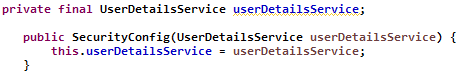 private final UserDetailsService userDetailsService;
public SecurityConfig(UserDetailsService userDetailsService) {
this.userDetailsService = userDetailsService;
}